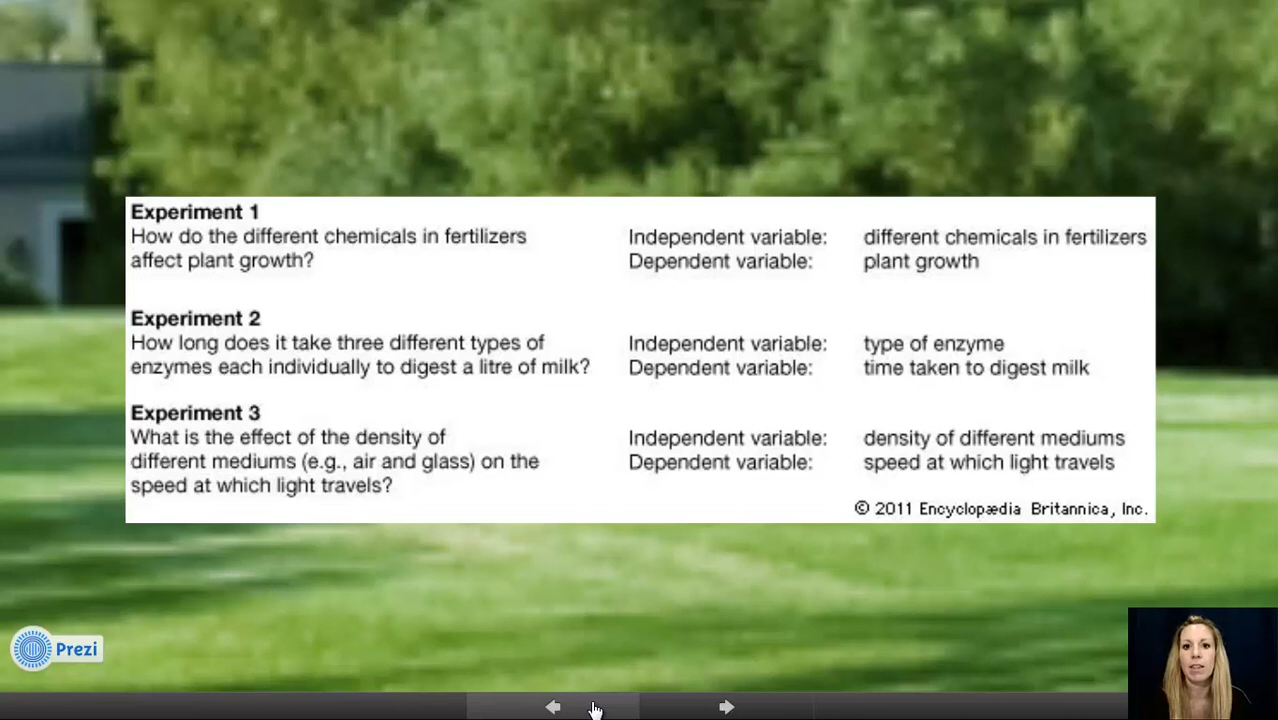 Experiment 1
How do the different chemicals in fertilizers
affect plant growth?
Independent variable: different chemicals in fertilizers
Dependent variable: plant growth
Experiment 2
How long does it take three different types of
enzymes each individually to digest a litre of milk?
Independent variable: type of enzyme
Dependent variable: time taken to digest milk
Experiment 3
What is the effect of the density of
different mediums (e.g., air and glass) on the
speed at which light travels?
Independent variable: density of different mediums
Dependent variable: speed at which light travels
© 2011 Encyclopædia Britannica, Inc.
Prezi